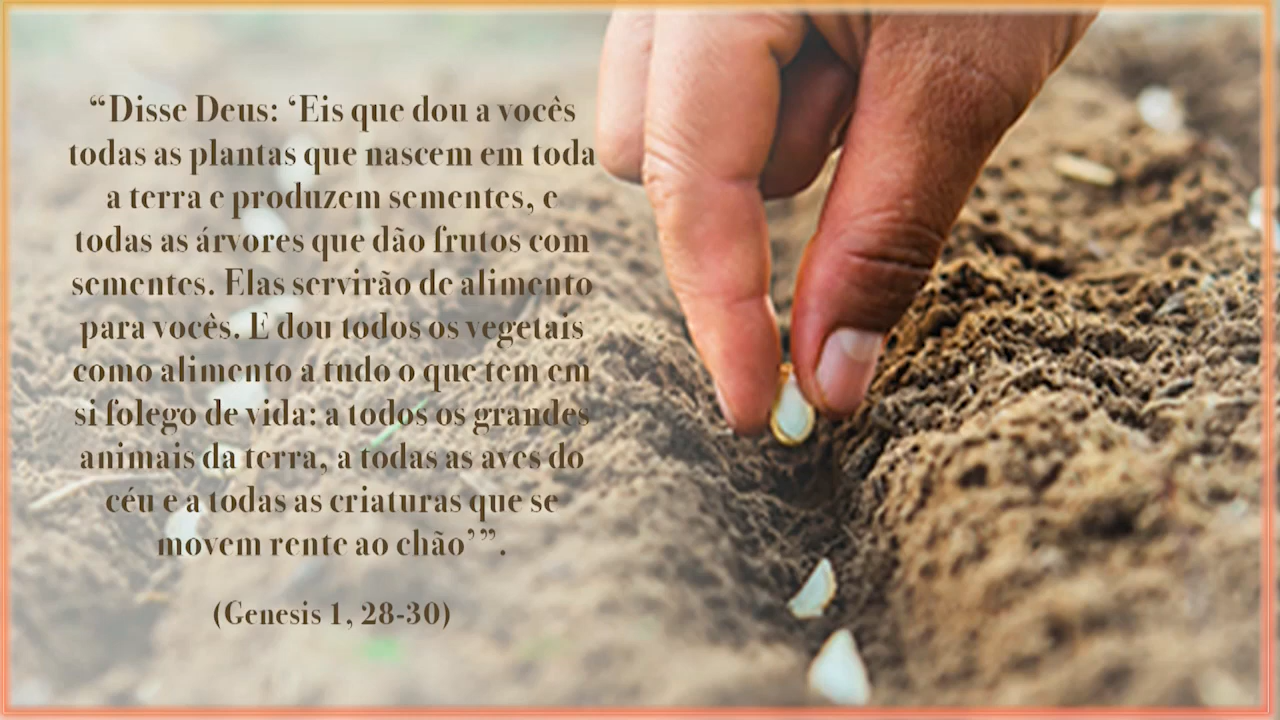 “Disse Deus: ‘Eis que dou a vocês
todas as plantas que nascem em toda
a terra e produzem sementes, e
todas as árvores que dão frutos com
sementes. Elas servirão de alimento
para vocês. E dou todos os vegetais
como alimento a tudo o que tem em
si folego de vida: a todos os grandes
animais da terra, a todas as aves do
céu e a todas as criaturas que se
movem rente ao chão’”.
(Genesis 1, 28-30)